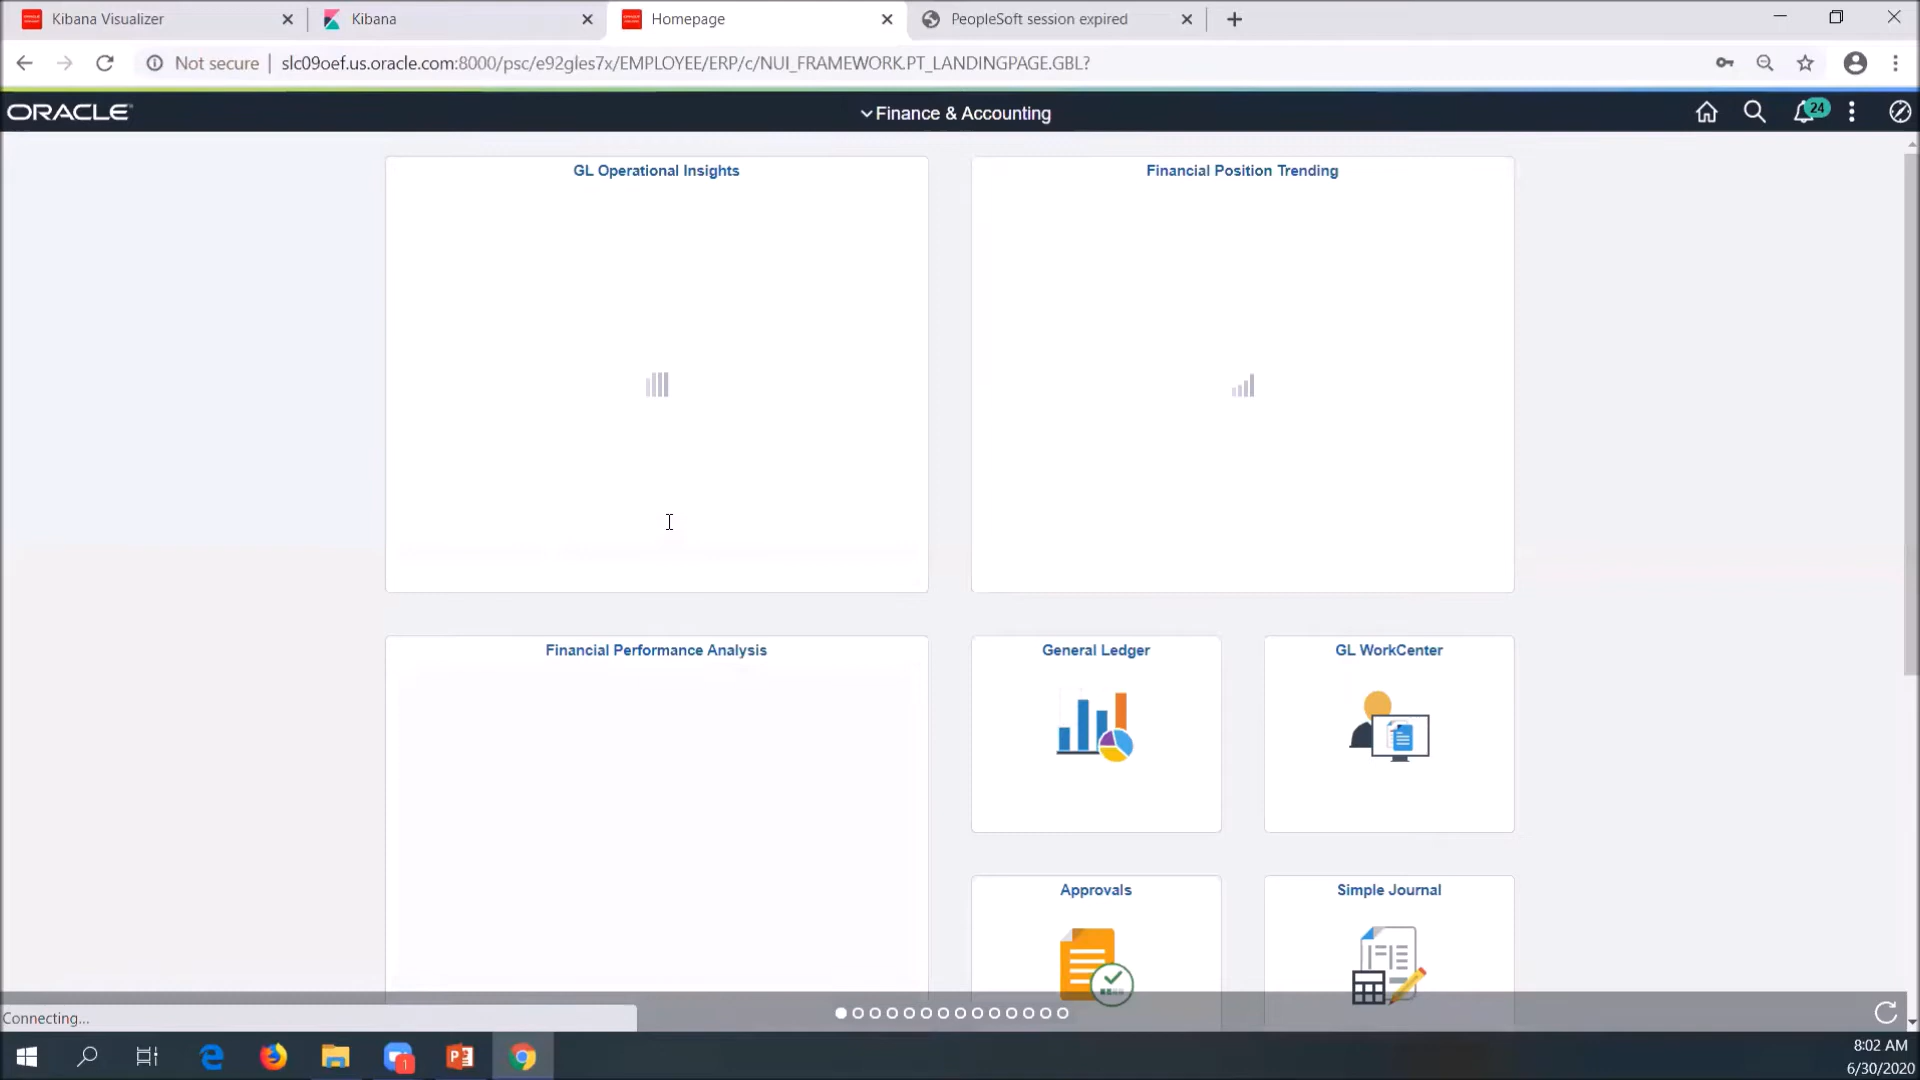 Kibana Visualizer
Kibana
Homepage
PeopleSoft session expired
Not secure
slc09oef.us.oracle.com:8000/psc/e92gles7x/EMPLOYEE/ERP/c/NUI_FRAMEWORK.PT_LANDINGPAGE.GBL?
ORACLE
Finance & Accounting
24
GL Operational Insights
Financial Position Trending
Financial Performance Analysis
General Ledger
GL WorkCenter
Approvals
Simple Journal
Connecting...
1
8:02 AM
6/30/2020